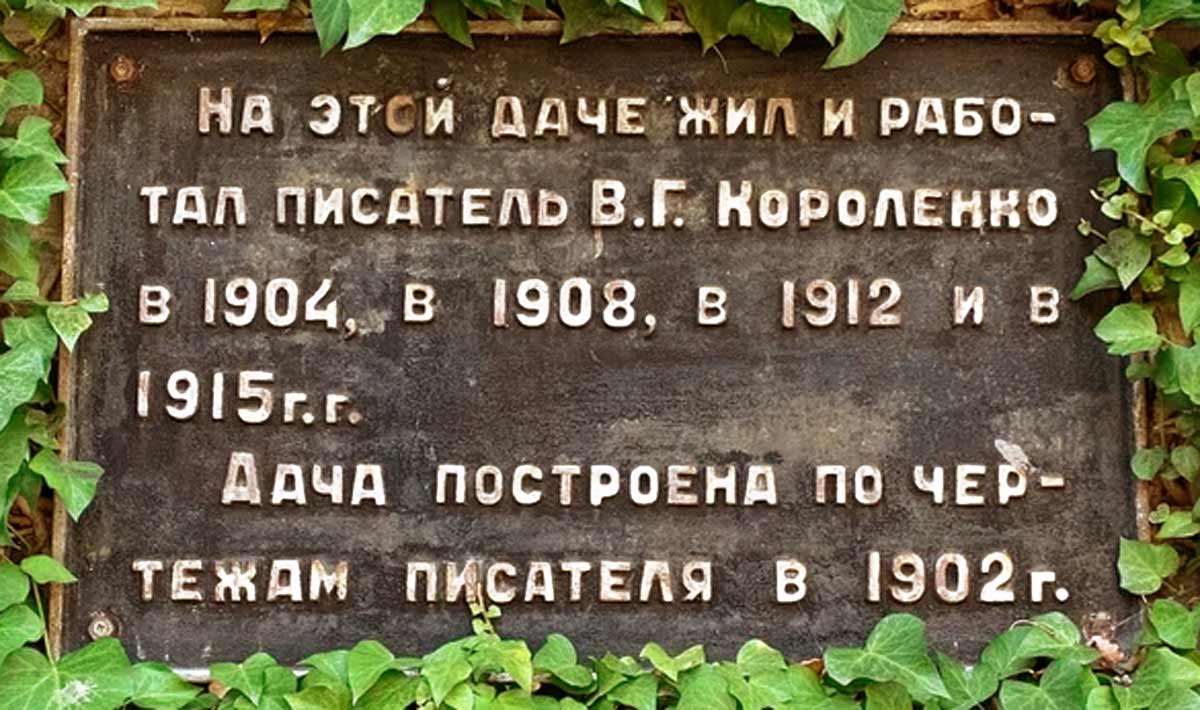 На этой даче жил и рабо-
тал писатель В.Г. Короленко
в 1904, в 1908, в 1912 и в
1915г.г.
Дача построена по чер-
тежам писателя в 1902г.